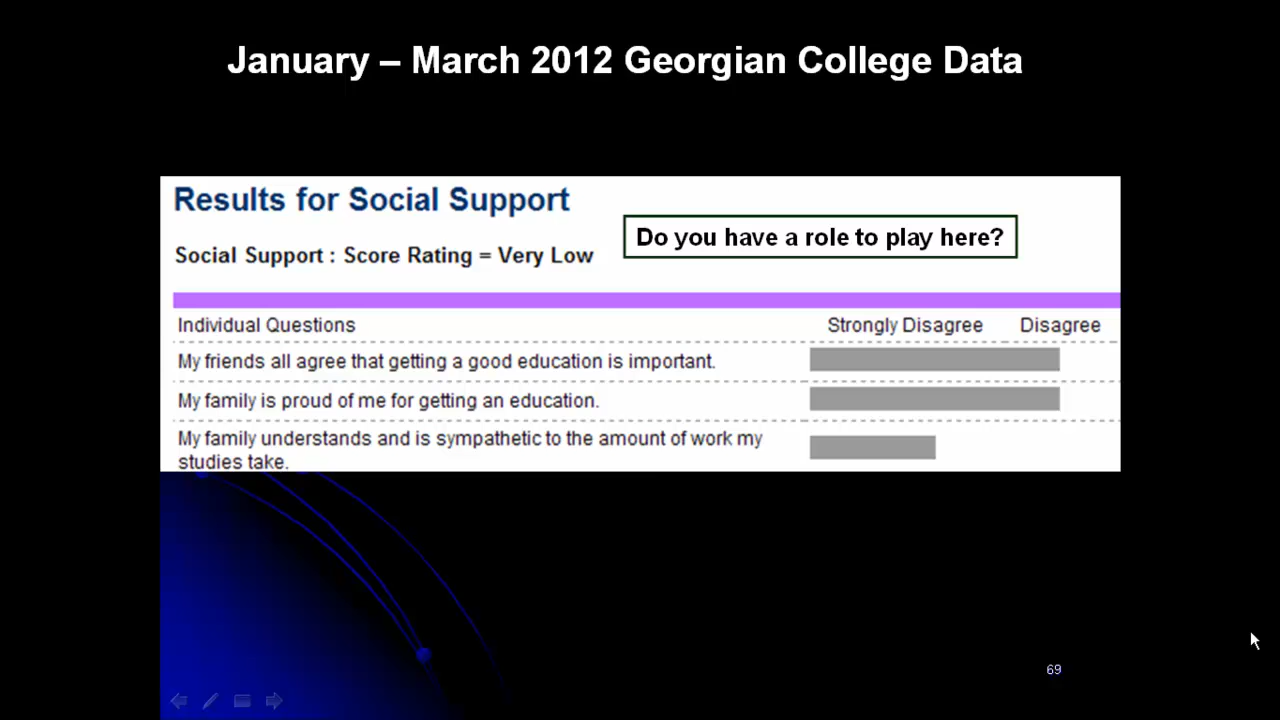 January – March 2012 Georgian College Data
Results for Social Support
Do you have a role to play here?
Social Support : Score Rating = Very Low
Individual Questions Strongly Disagree Disagree
My friends all agree that getting a good education is important.
My family is proud of me for getting an education.
My family understands and is sympathetic to the amount of work my
studies take.
69